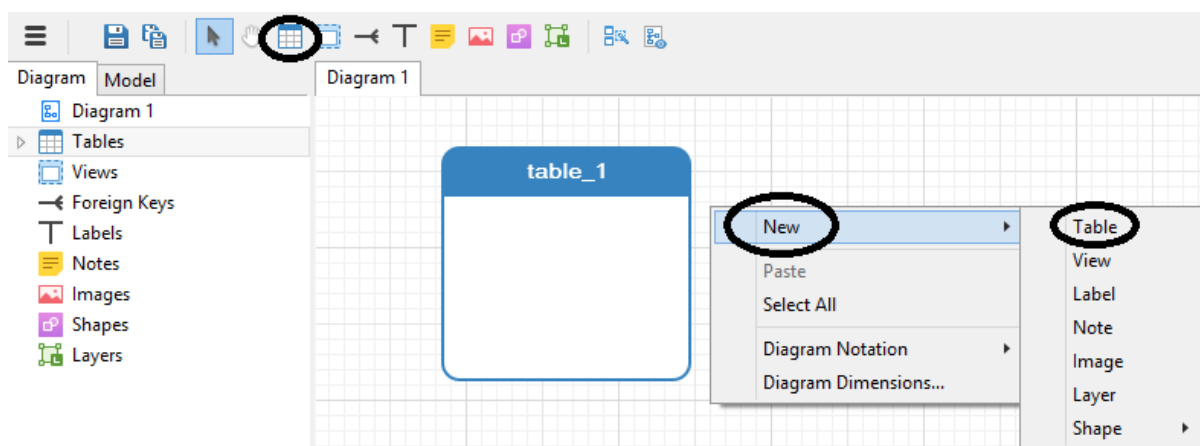 Diagram Model
Diagram 1
Diagram 1
Tables
Views
Foreign Keys
Labels
Notes
Images
Shapes
Layers
table_1
New
Paste
Select All
Diagram Notation
Diagram Dimensions...
Table
View
Label
Note
Image
Layer
Shape